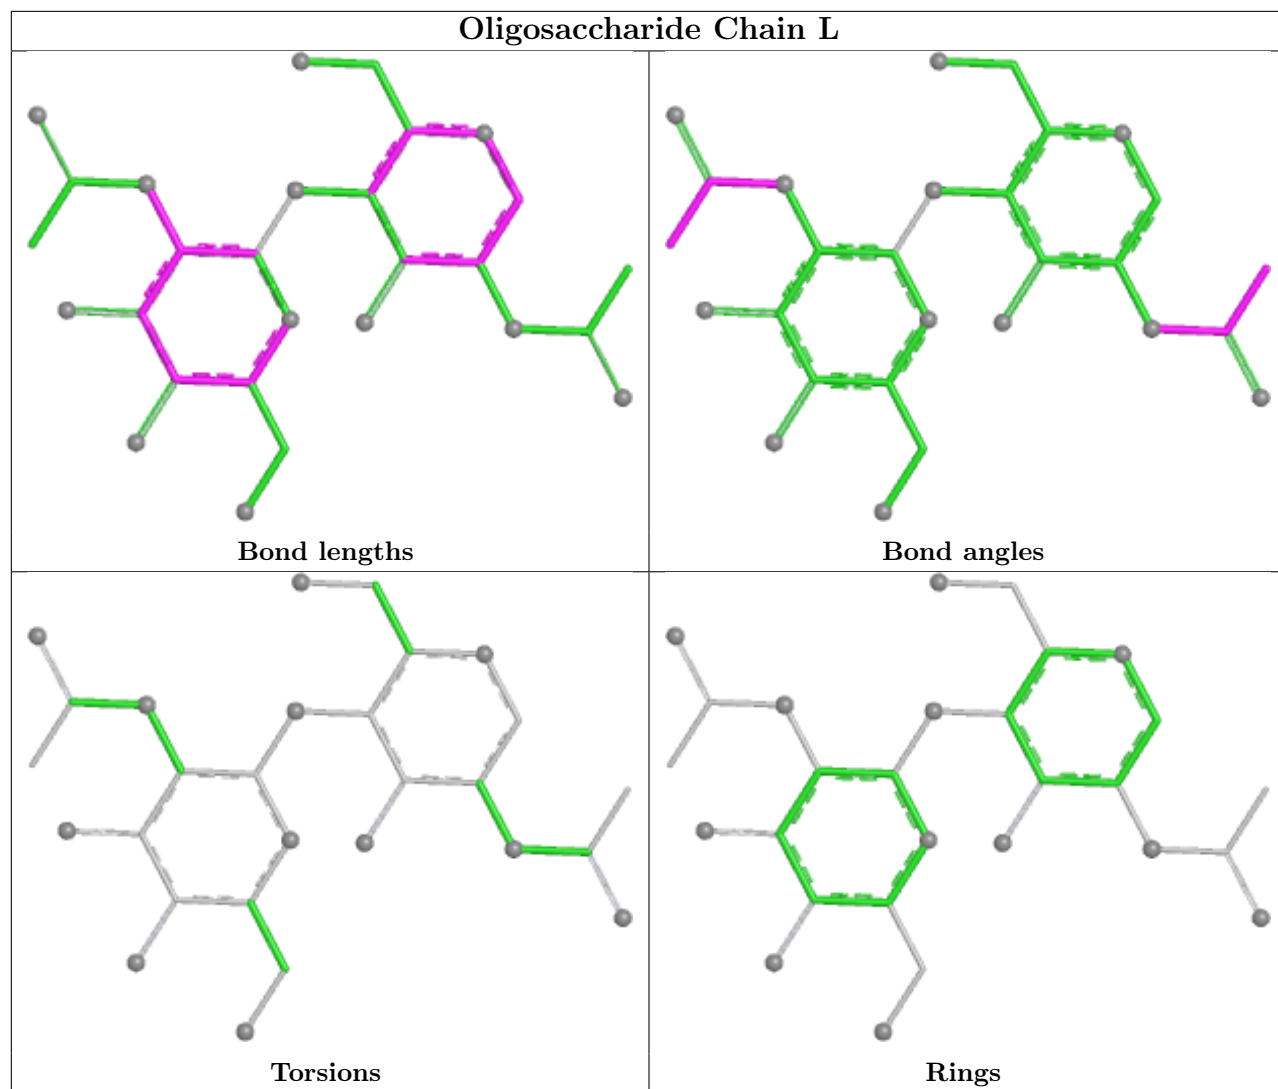 Oligosaccharide Chain L
Bond lengths
Bond angles
Torsions
Rings